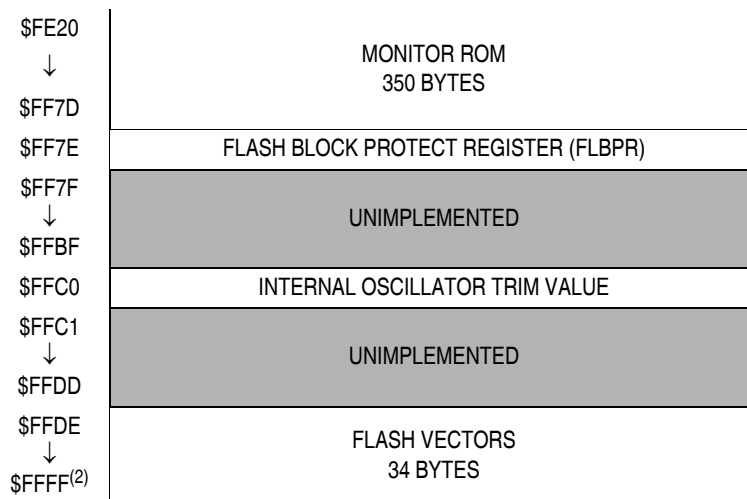 $FE20
↓
$FF7D
MONITOR ROM
350 BYTES
$FF7E
FLASH BLOCK PROTECT REGISTER (FLBPR)
$FF7F
↓
$FFBF
UNIMPLEMENTED
$FFC0
INTERNAL OSCILLATOR TRIM VALUE
$FFC1
↓
$FFDD
UNIMPLEMENTED
$FFDE
↓
$FFFF(2)
FLASH VECTORS
34 BYTES